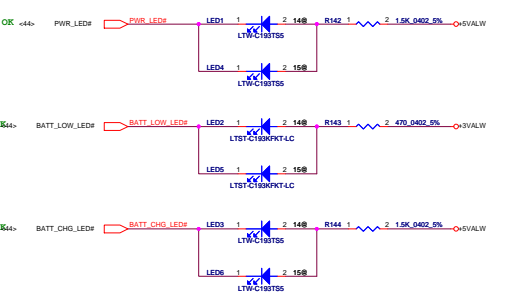 OK <44> PWR_LED# PWR_LED# LED1 1 2 14@ R142 1 2 1.5K_0402_5% +5VALW
LTW-C193TS5
LED4 1 2 15@
LTW-C193TS5
<44> BATT_LOW_LED# BATT_LOW_LED# LED2 1 2 14@ R143 1 2 470_0402_5% +3VALW
LTST-C193KFKT-LC
LED5 1 2 15@
LTST-C193KFKT-LC
<44> BATT_CHG_LED# BATT_CHG_LED# LED3 1 2 14@ R144 1 2 1.5K_0402_5% +5VALW
LTW-C193TS5
LED6 1 2 15@
LTW-C193TS5